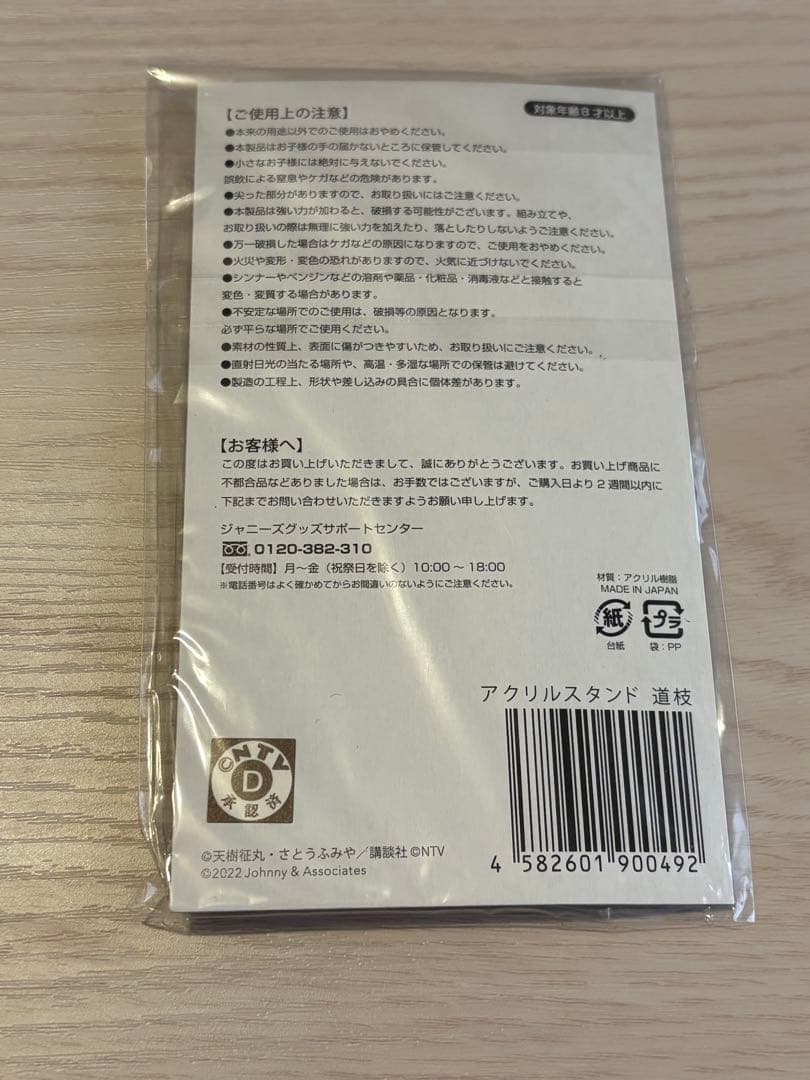 【ご使用上の注意】
対象年齢8才以上
●本来の用途以外でのご使用はおやめください。
●本製品はお子様の手の届かないところに保管してください。
●小さなお子様には絶対に与えないでください。
誤飲による窒息やケガなどの危険があります。
●尖った部分がありますので、お取り扱いにはご注意ください。
●本製品は強い力が加わると、破損する可能性がございます。組み立てや、
お取り扱いの際は無理に強い力を加えたり、落としたりしないようご注意ください。
●万一破損した場合はケガなどの原因になりますので、ご使用をおやめください。
●火災や変形・変色の恐れがありますので、火気に近づけないでください。
●シンナーやベンジンなどの溶剤や薬品・化粧品・消毒液などと接触すると
変色・変質する場合があります。
●不安定な場所でのご使用は、破損等の原因となります。
必ず平らな場所でご使用ください。
●素材の性質上、表面に傷がつきやすいため、お取り扱いにご注意ください。
●直射日光の当たる場所や、高温・多湿な場所での保管は避けてください。
●製造の工程上、形状や差し込みの具合に個体差があります。
【お客様へ】
この度はお買い上げいただきまして、誠にありがとうございます。お買い上げ商品に
不都合品などありました場合は、お手数ではございますが、ご購入日より2週間以内に
下記までお問い合わせいただきますようお願い申し上げます。
ジャニーズグッズサポートセンター
0120-382-310
【受付時間】月〜金（祝祭日を除く）10:00〜18:00
※電話番号はよく確かめてからお間違いのないようにご注意ください。
材質：アクリル樹脂
MADE IN JAPAN
紙 プラ
台紙 袋：PP
アクリルスタンド 道枝
©NTV
D
承認済
4 582601 900492
©天樹征丸・さとうふみや／講談社 ©NTV
©2022 Johnny & Associates